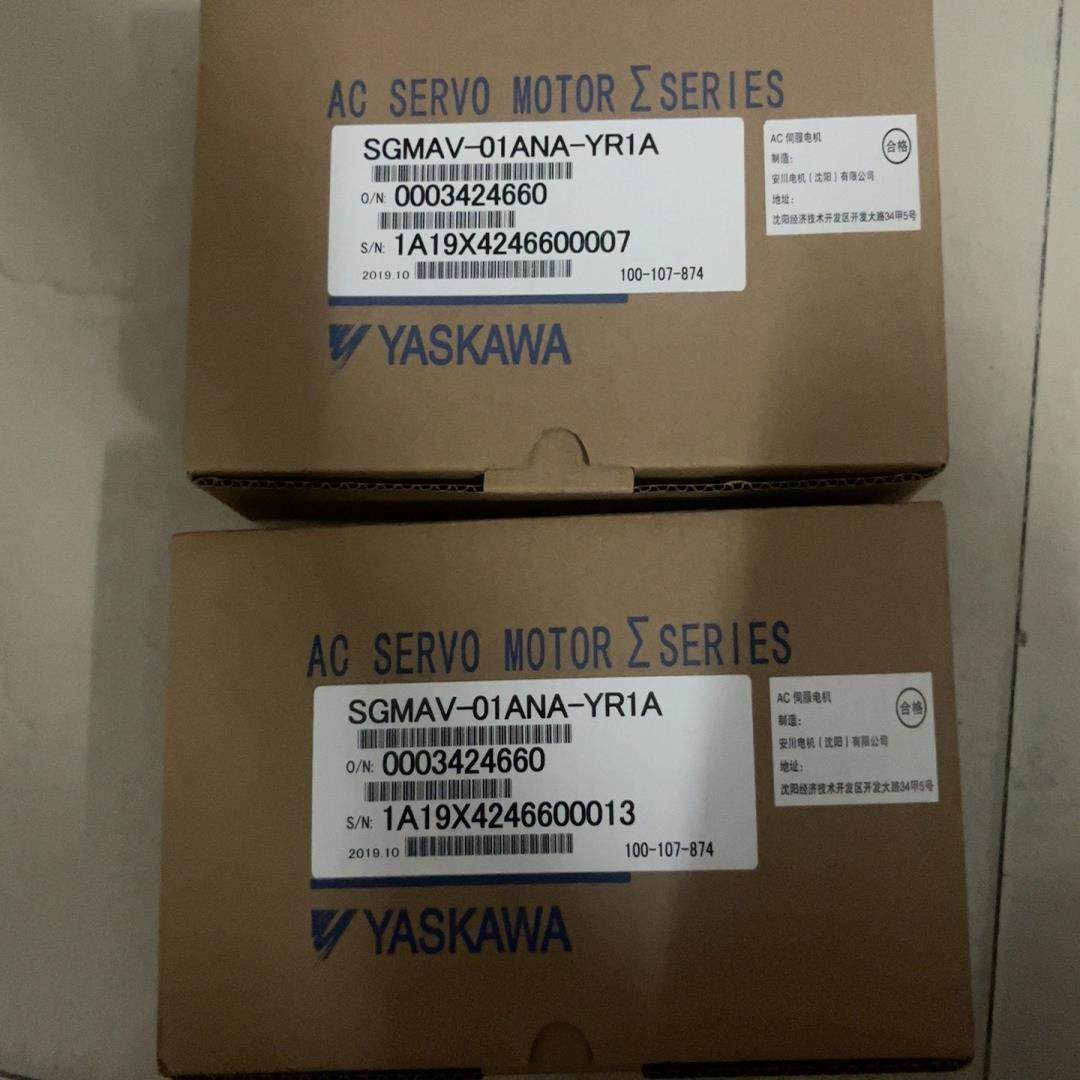 AC SERVO MOTOR Σ SERIES
SGMAV-01ANA-YR1A
O/N: 0003424660
S/N: 1A19X4246600007
2019.10
100-107-874
AC 伺服电机
合格
制造:
安川电机(沈阳)有限公司
地址:
沈阳经济技术开发区开发大路34甲5号
YASKAWA
AC SERVO MOTOR Σ SERIES
SGMAV-01ANA-YR1A
O/N: 0003424660
S/N: 1A19X4246600013
2019.10
100-107-874
AC 伺服电机
合格
制造:
安川电机(沈阳)有限公司
地址:
沈阳经济技术开发区开发大路34甲5号
YASKAWA